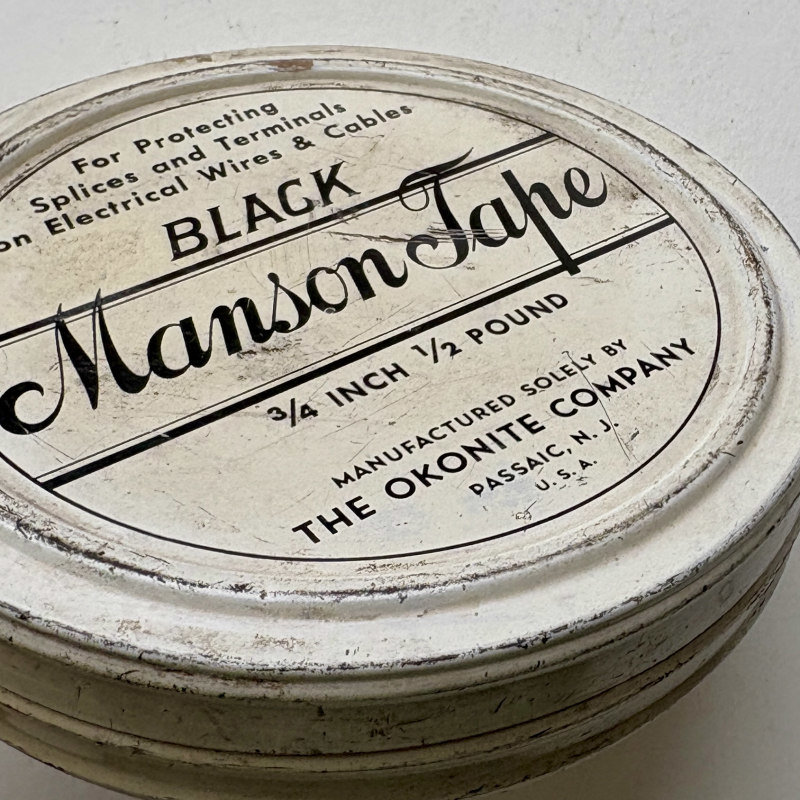 For Protecting
Splices and Terminals
on Electrical Wires & Cables
BLACK
Manson Tape
3/4 INCH 1/2 POUND
MANUFACTURED SOLELY BY
THE OKONITE COMPANY
PASSAIC, N. J.
U. S. A.